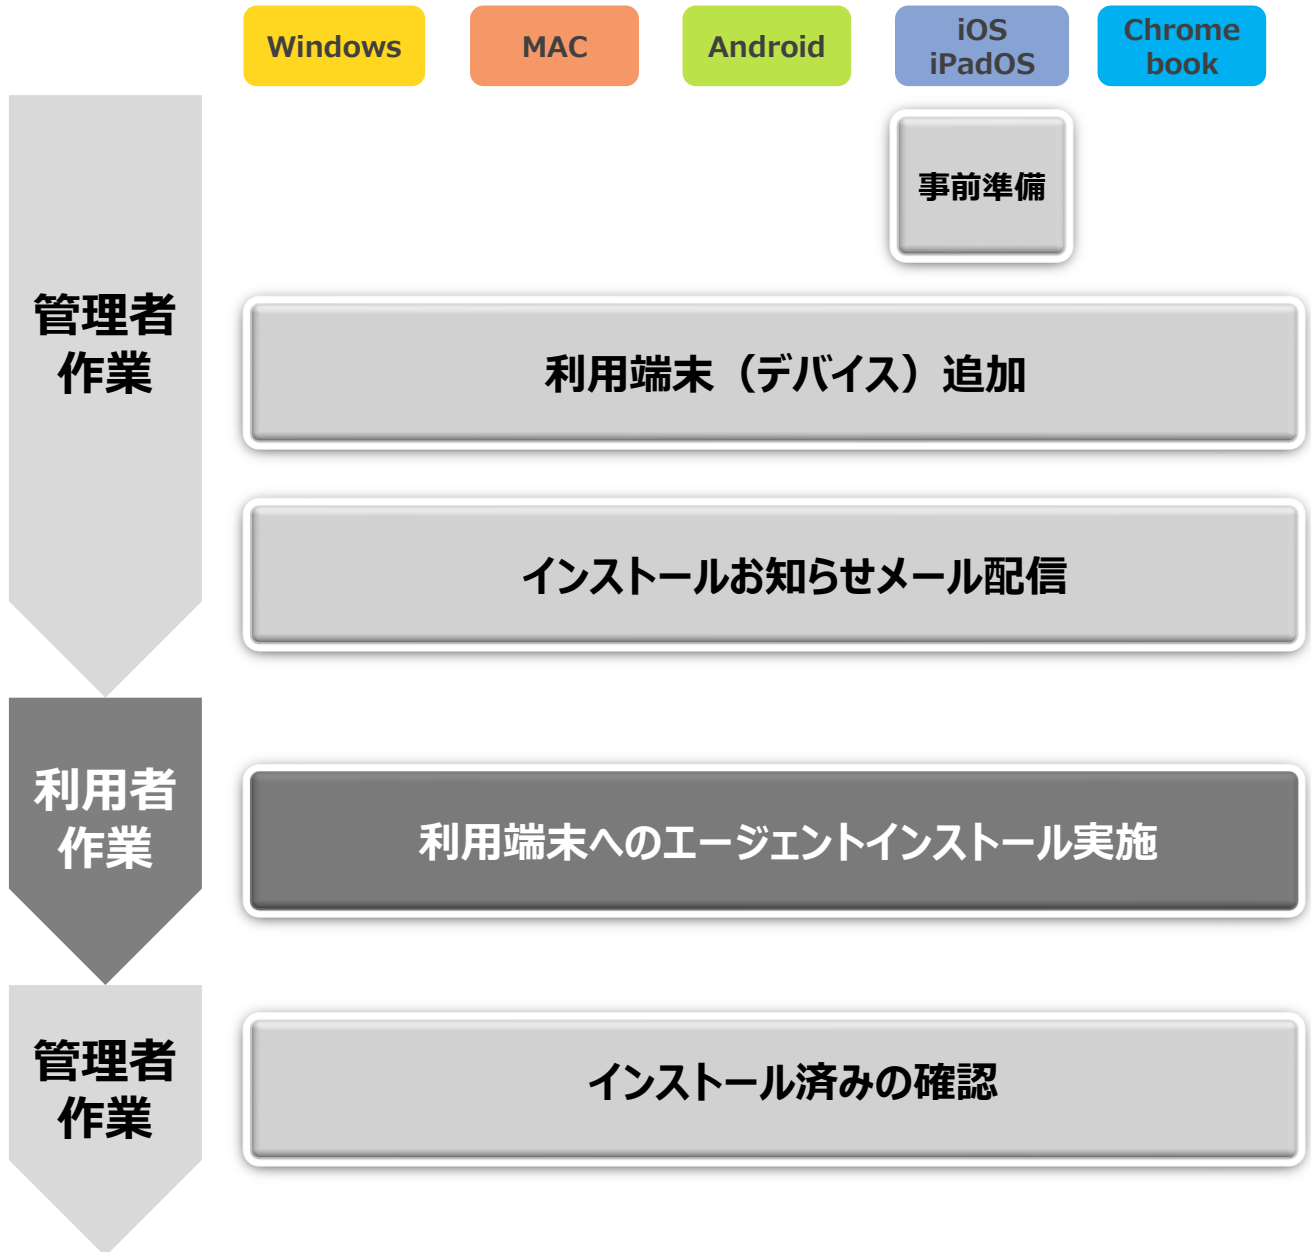 Windows
MAC
Android
iOS
iPadOS
Chrome
book
管理者
作業
事前準備
利用端末（デバイス）追加
インストールお知らせメール配信
利用者
作業
利用端末へのエージェントインストール実施
管理者
作業
インストール済みの確認